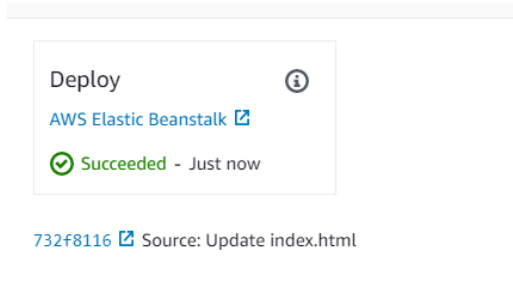 Deploy
AWS Elastic Beanstalk
Succeeded - Just now
732f8116 Source: Update index.html